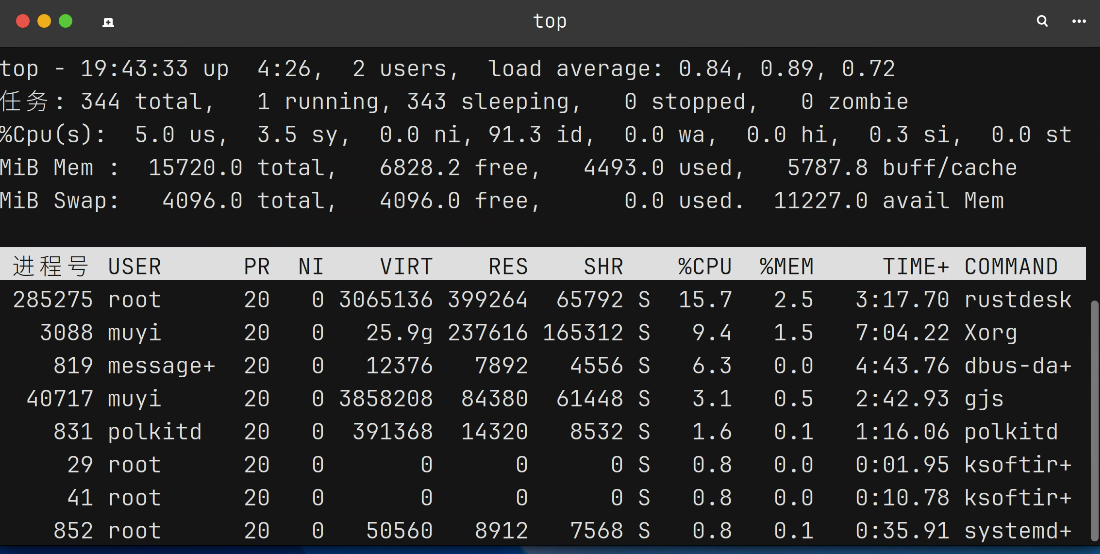 top
top - 19:43:33 up  4:26,  2 users,  load average: 0.84, 0.89, 0.72
任务: 344 total,   1 running, 343 sleeping,   0 stopped,   0 zombie
%Cpu(s):  5.0 us,  3.5 sy,  0.0 ni, 91.3 id,  0.0 wa,  0.0 hi,  0.3 si,  0.0 st
MiB Mem :  15720.0 total,   6828.2 free,   4493.0 used,   5787.8 buff/cache
MiB Swap:   4096.0 total,   4096.0 free,      0.0 used.  11227.0 avail Mem
进程号 USER      PR  NI    VIRT    RES    SHR    %CPU  %MEM     TIME+ COMMAND
285275 root      20   0 3065136 399264  65792 S  15.7   2.5   3:17.70 rustdesk
3088 muyi      20   0   25.9g 237616 165312 S   9.4   1.5   7:04.22 Xorg
819 message+  20   0   12376   7892   4556 S   6.3   0.0   4:43.76 dbus-da+
40717 muyi      20   0 3858208  84380  61448 S   3.1   0.5   2:42.93 gjs
831 polkitd   20   0  391368  14320   8532 S   1.6   0.1   1:16.06 polkitd
29 root      20   0       0      0      0 S   0.8   0.0   0:01.95 ksoftir+
41 root      20   0       0      0      0 S   0.8   0.0   0:10.78 ksoftir+
852 root      20   0   50560   8912   7568 S   0.8   0.1   0:35.91 systemd+